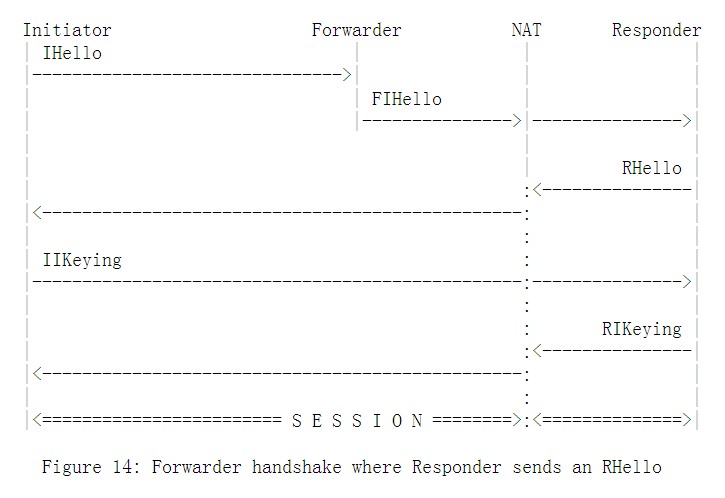 Initiator Forwarder NAT Responder
IHello
FIHello
RHello
IIKeying
RIKeying
S E S S I O N
Figure 14: Forwarder handshake where Responder sends an RHello